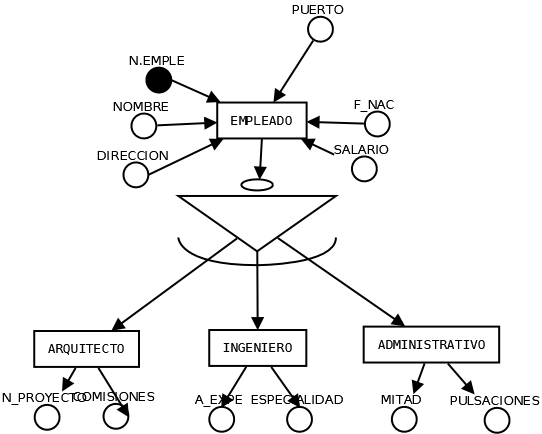 PUERTO
N.EMPLE
NOMBRE
F_NAC
EMPLEADO
DIRECCION
SALARIO
ARQUITECTO
INGENIERO
ADMINISTRATIVO
N_PROYECTO
COMISIONES
A_EXPE
ESPECIALIDAD
MITAD
PULSACIONES